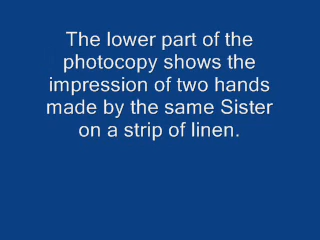 The lower part of the
photocopy shows the
impression of two hands
made by the same Sister
on a strip of linen.